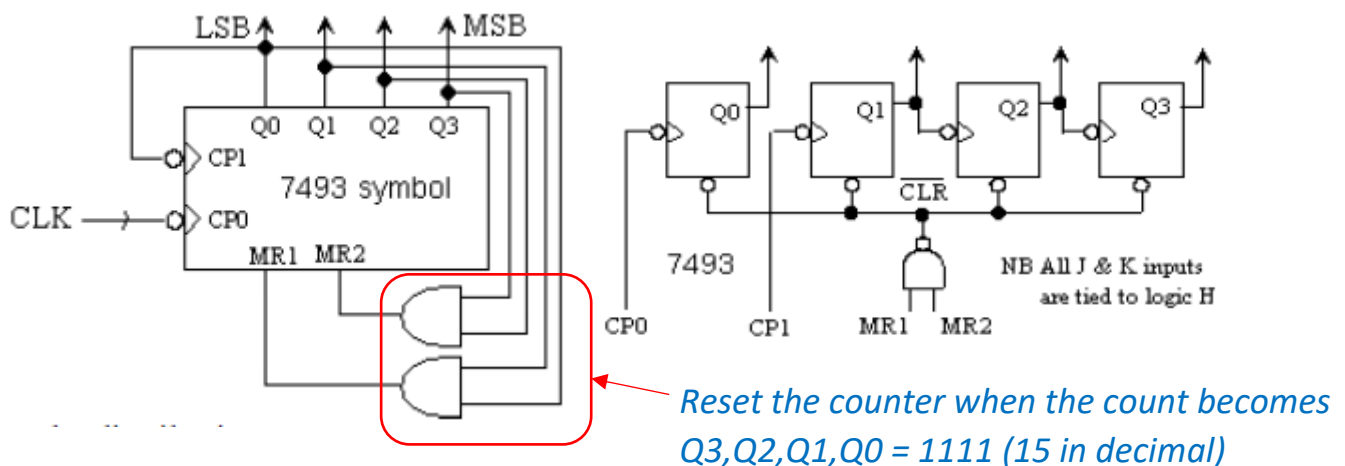 LSB
MSB
Q0 Q1 Q2 Q3
CP1
7493 symbol
CLK
CP0
MR1 MR2
Q0
Q1
Q2
Q3
CLR
7493
NB All J & K inputs
are tied to logic H
CP0
CP1
MR1 MR2
Reset the counter when the count becomes
Q3,Q2,Q1,Q0 = 1111 (15 in decimal)